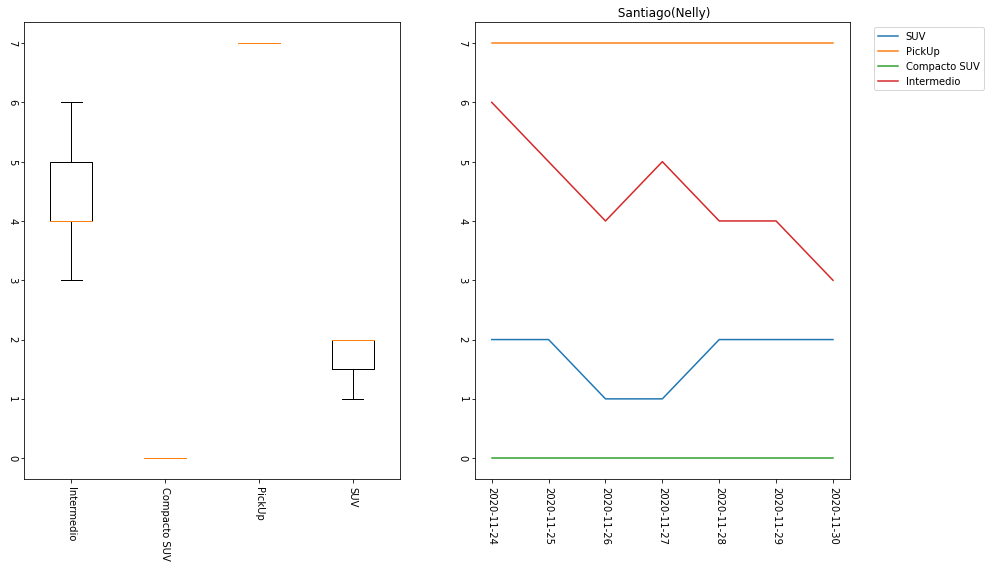 7
6
5
4
3
2
1
0
Intermedio
Compacto SUV
PickUp
SUV
Santiago(Nelly)
7
6
5
4
3
2
1
0
2020-11-24
2020-11-25
2020-11-26
2020-11-27
2020-11-28
2020-11-29
2020-11-30
SUV
PickUp
Compacto SUV
Intermedio